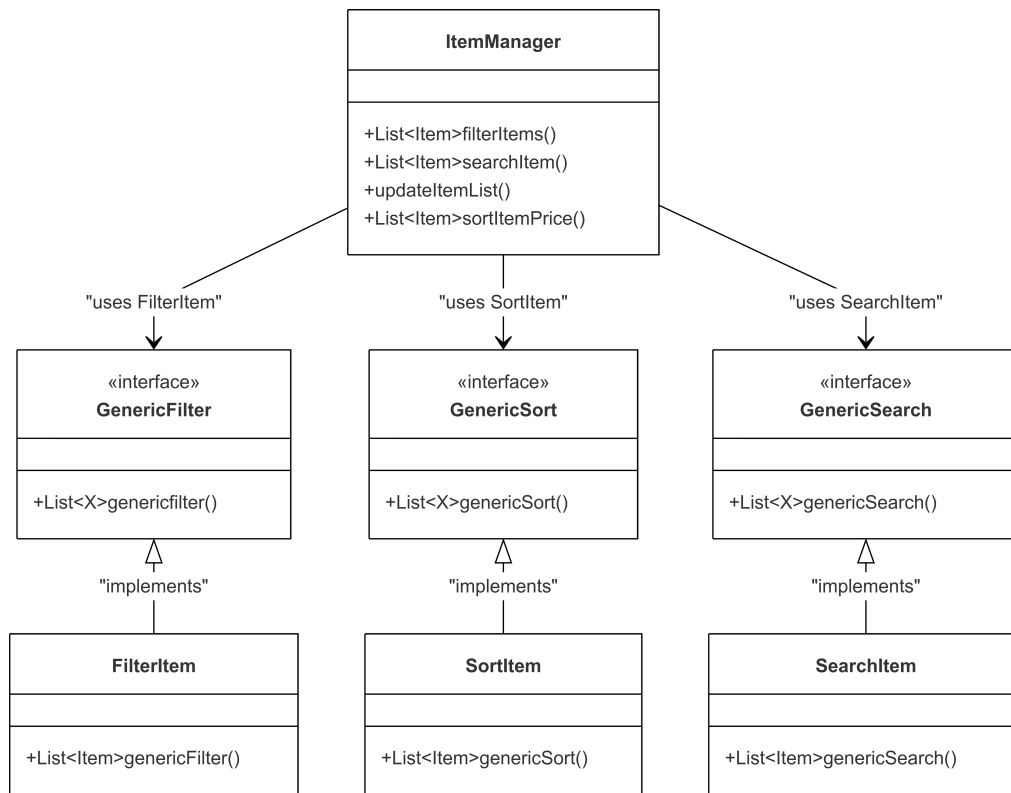 ItemManager
+List<Item>filterItems()
+List<Item>searchItem()
+updateItemList()
+List<Item>sortItemPrice()
"uses FilterItem"
"uses SortItem"
"uses SearchItem"
«interface»
GenericFilter
+List<X>genericfilter()
«interface»
GenericSort
+List<X>genericSort()
«interface»
GenericSearch
+List<X>genericSearch()
"implements"
"implements"
"implements"
FilterItem
+List<Item>genericFilter()
SortItem
+List<Item>genericSort()
SearchItem
+List<Item>genericSearch()